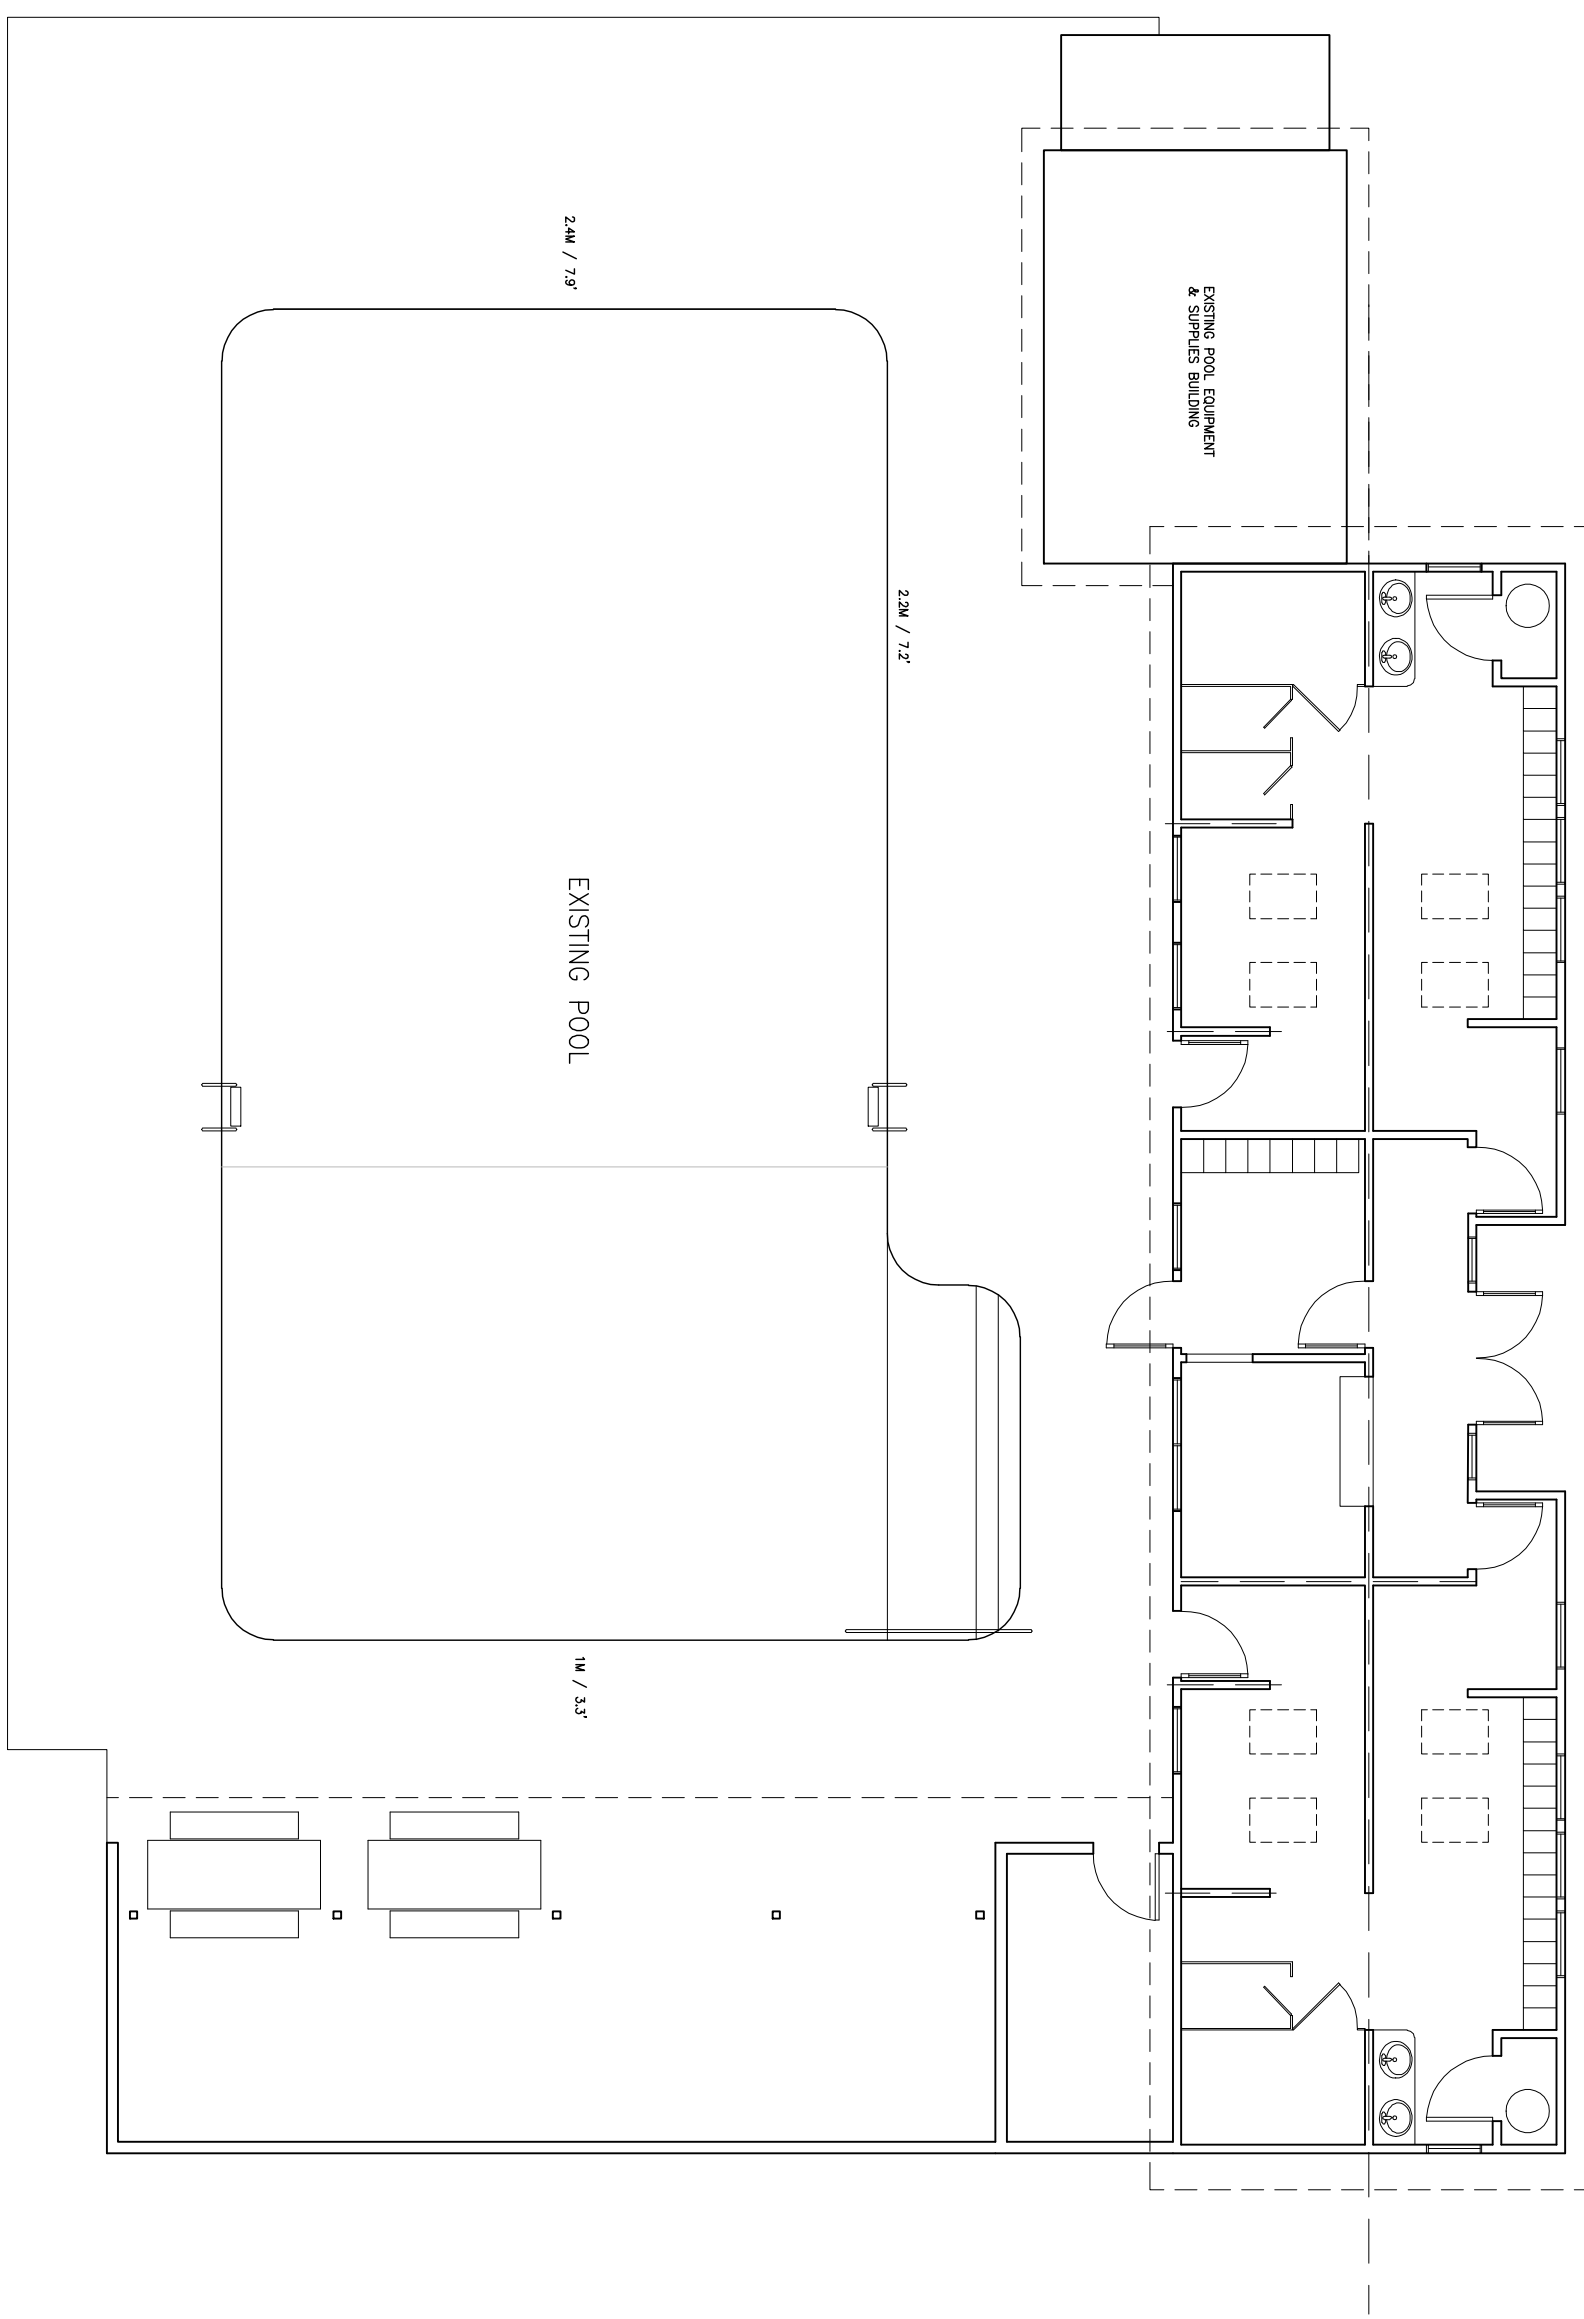 EXISTING POOL EQUIPMENT
& SUPPLIES BUILDING
2.4M / 7.9'
2.2M / 7.2'
EXISTING POOL
1M / 3.3'